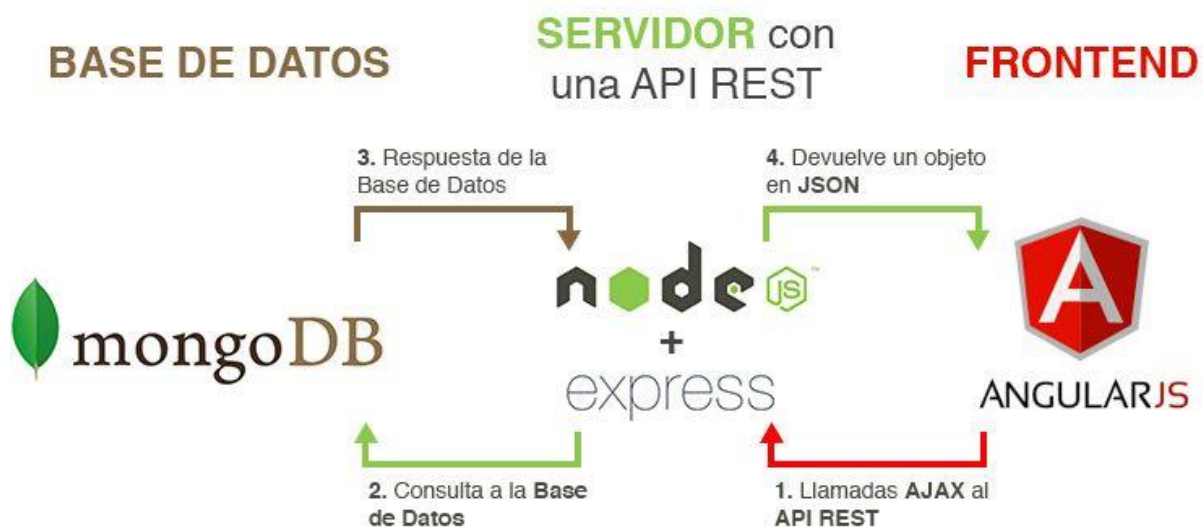 BASE DE DATOS
SERVIDOR con
una API REST
FRONTEND
3. Respuesta de la
Base de Datos
4. Devuelve un objeto
en JSON
mongoDB
node JS™
+
express
ANGULARJS
2. Consulta a la Base
de Datos
1. Llamadas AJAX al
API REST